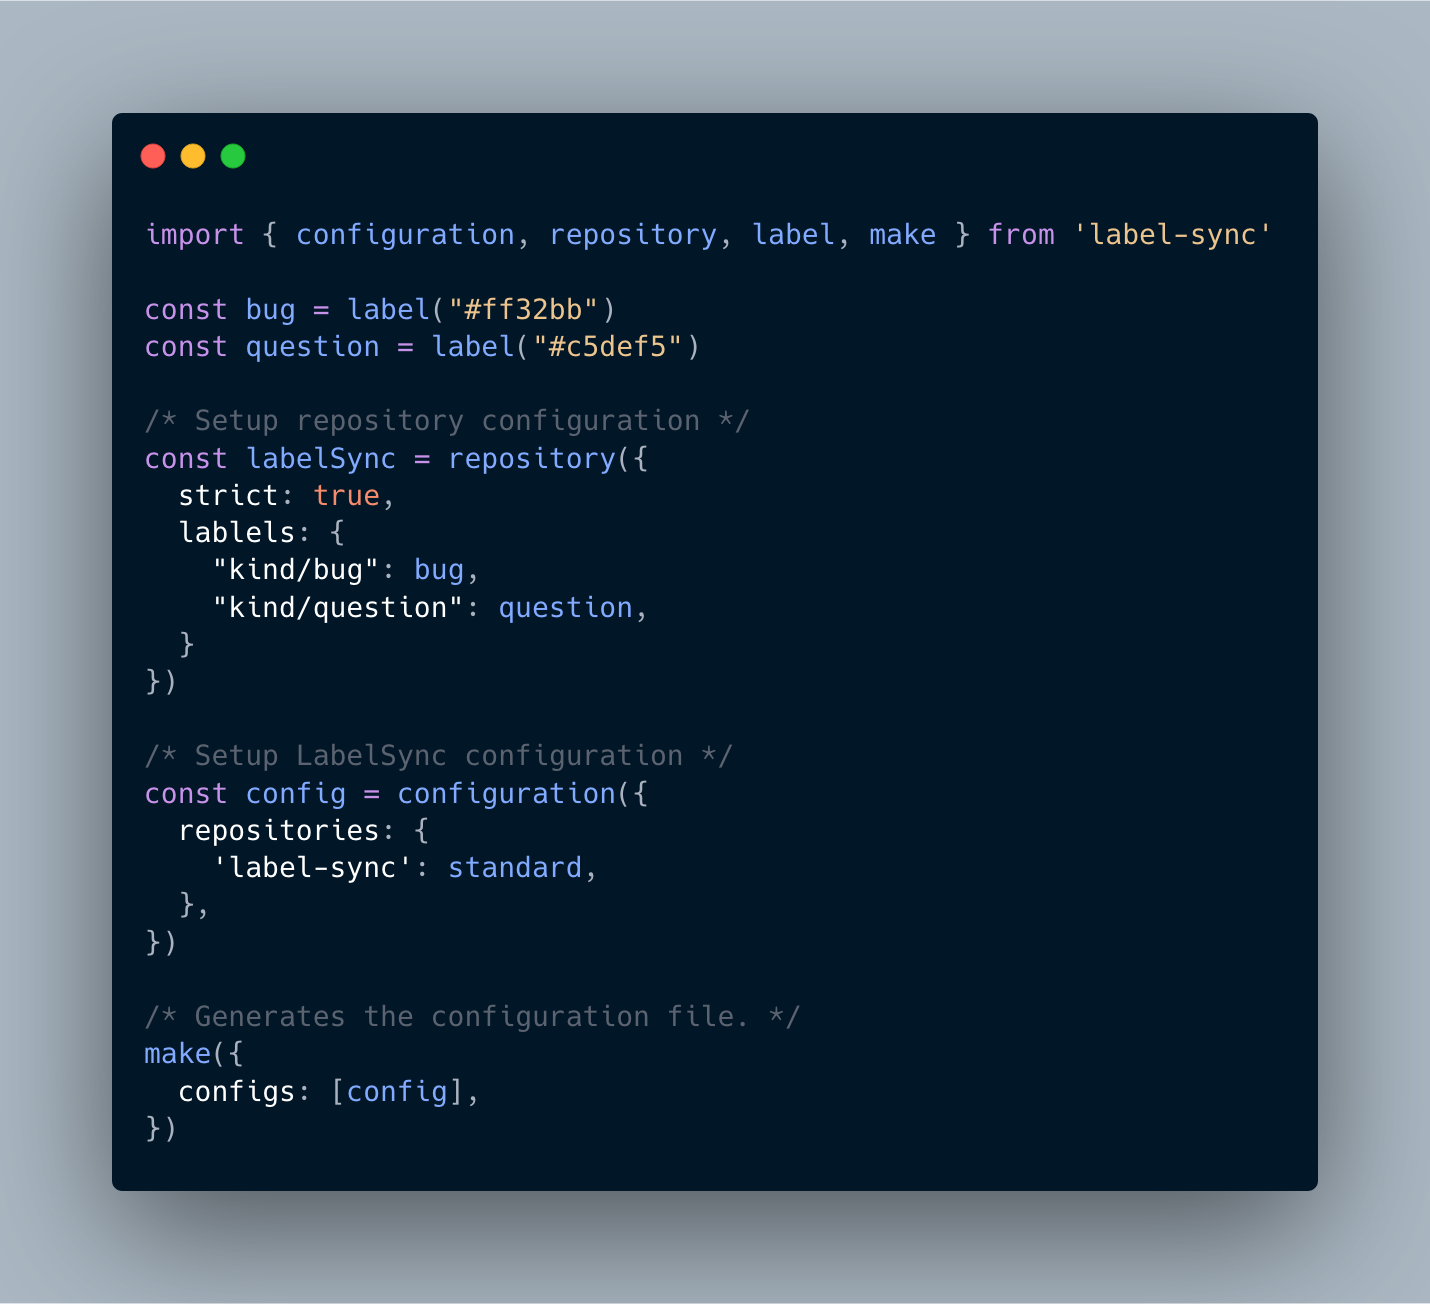 import { configuration, repository, label, make } from 'label-sync'

const bug = label("#ff32bb")
const question = label("#c5def5")

/* Setup repository configuration */
const labelSync = repository({
  strict: true,
  lablels: {
    "kind/bug": bug,
    "kind/question": question,
  }
})

/* Setup LabelSync configuration */
const config = configuration({
  repositories: {
    'label-sync': standard,
  },
})

/* Generates the configuration file. */
make({
  configs: [config],
})